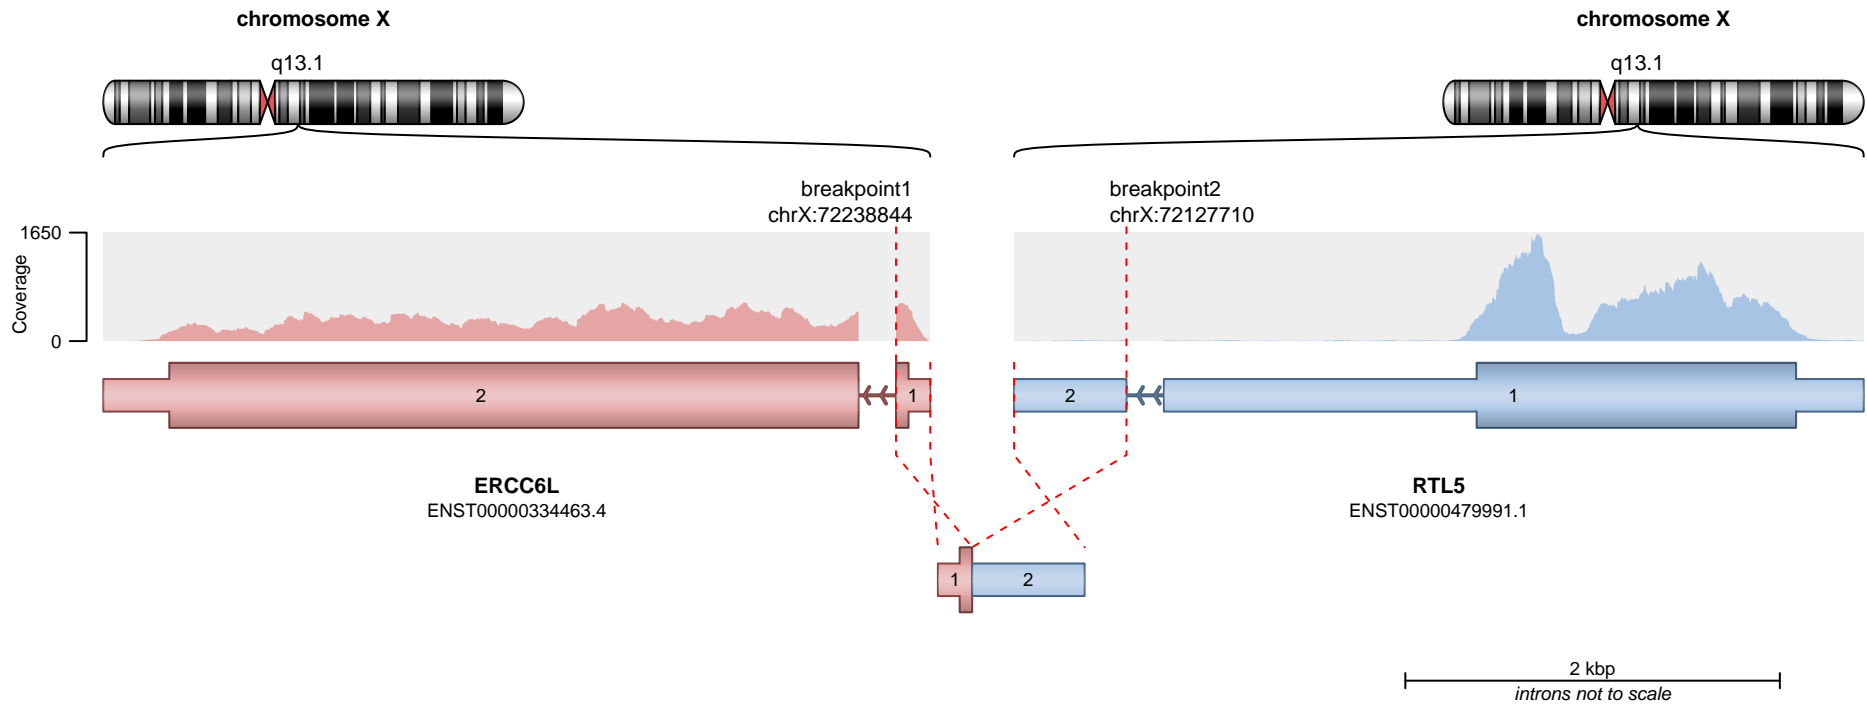 chromosome X
chromosome X
q13.1
q13.1
breakpoint1
chrX:72238844
breakpoint2
chrX:72127710
1650
Coverage
0
2
1
2
1
ERCC6L
ENST00000334463.4
RTL5
ENST00000479991.1
1
2
2 kbp
introns not to scale